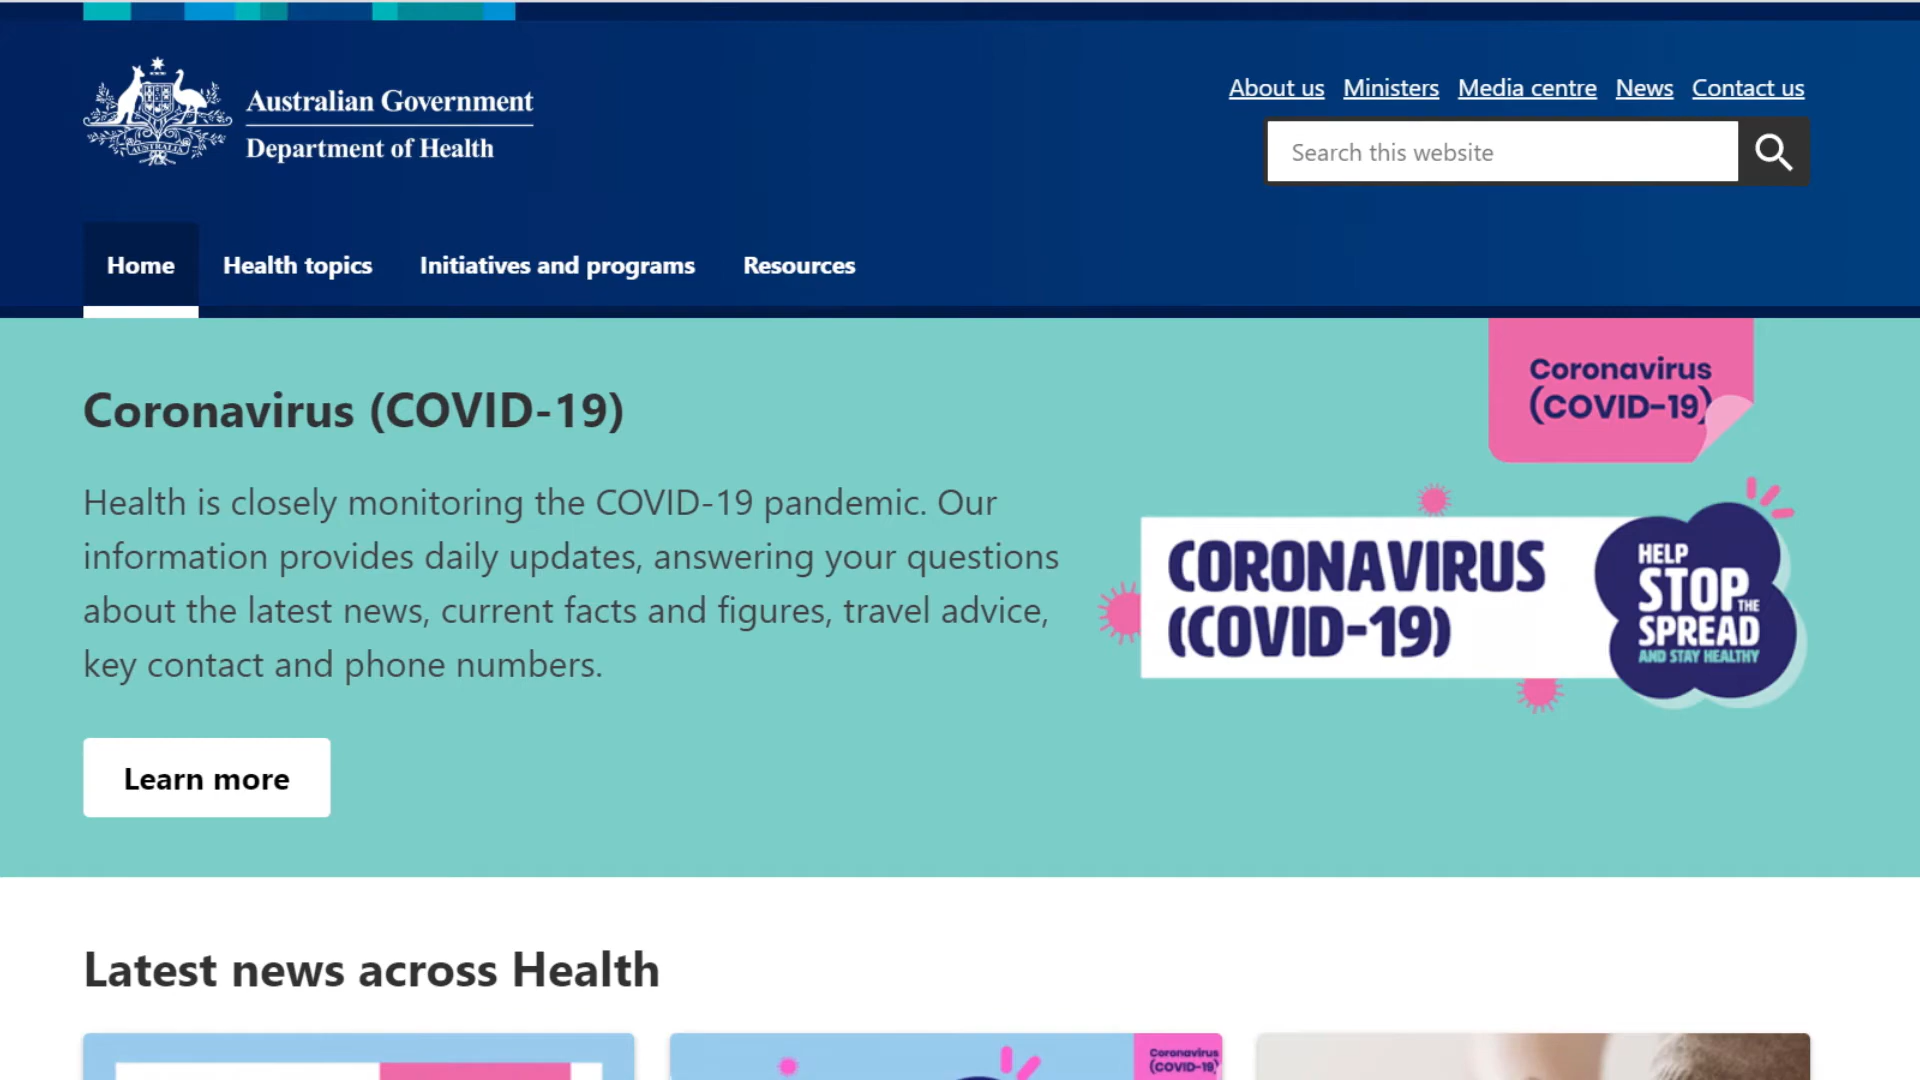 Australian Government
Department of Health
AUSTRALIA
About us Ministers Media centre News Contact us
Search this website
Home Health topics Initiatives and programs Resources
Coronavirus (COVID-19)
Health is closely monitoring the COVID-19 pandemic. Our
information provides daily updates, answering your questions
about the latest news, current facts and figures, travel advice,
key contact and phone numbers.
Learn more
Coronavirus
(COVID-19)
CORONAVIRUS
(COVID-19)
HELP
STOP THE
SPREAD
AND STAY HEALTHY
Latest news across Health
Coronavirus
(COVID-19)